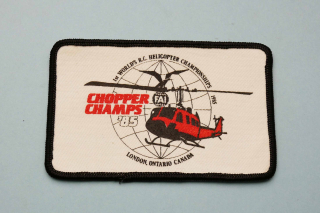 1st WORLD'S R.C. HELICOPTER CHAMPIONSHIPS 1985
FAI
CHOPPER
CHAMPS
'85
LONDON, ONTARIO CANADA